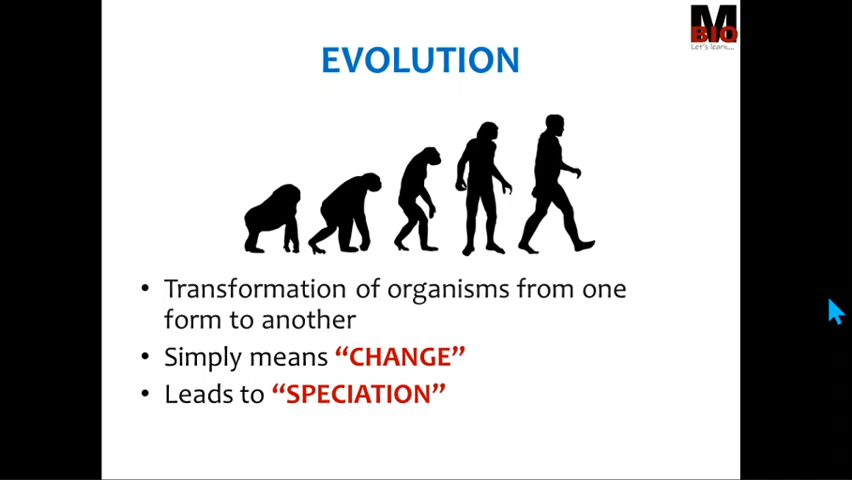 M
BIO
Let's learn....
EVOLUTION
• Transformation of organisms from one
form to another
• Simply means “CHANGE”
• Leads to “SPECIATION”